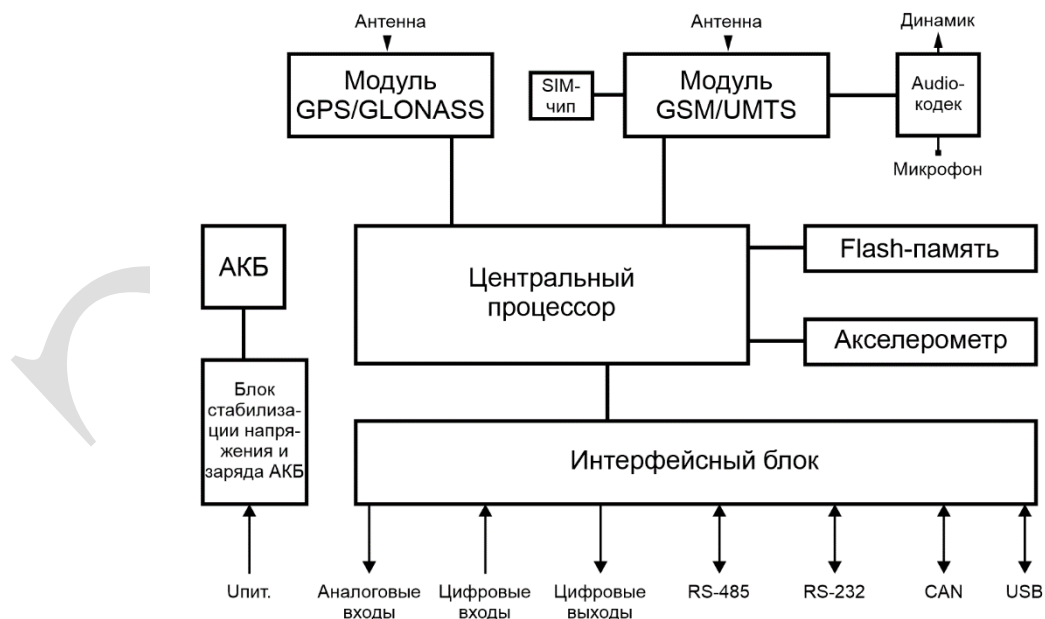 Антенна
Антенна
Динамик
Модуль
GPS/GLONASS
SIM-
чип
Модуль
GSM/UMTS
Audio-
кодек
Микрофон
АКБ
Центральный
процессор
Flash-память
Акселерометр
Блок
стабилиза-
ции напря-
жения и
заряда АКБ
Интерфейсный блок
Uпит.
Аналоговые
входы
Цифровые
входы
Цифровые
выходы
RS-485
RS-232
CAN
USB